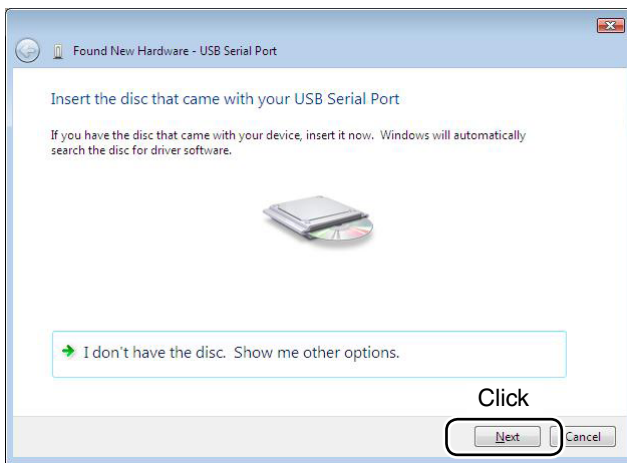 Found New Hardware - USB Serial Port
Insert the disc that came with your USB Serial Port
If you have the disc that came with your device, insert it now.  Windows will automatically
search the disc for driver software.
I don't have the disc.  Show me other options.
Click
Next
Cancel